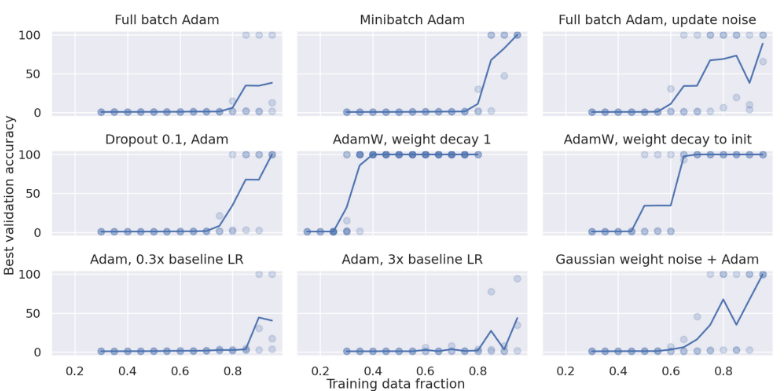 Full batch Adam
Minibatch Adam
Full batch Adam, update noise
100
50
0
Dropout 0.1, Adam
AdamW, weight decay 1
AdamW, weight decay to init
100
50
0
Adam, 0.3x baseline LR
Adam, 3x baseline LR
Gaussian weight noise + Adam
100
50
0
0.2 0.4 0.6 0.8
0.2 0.4 0.6 0.8
0.2 0.4 0.6 0.8
Best validation accuracy
Training data fraction